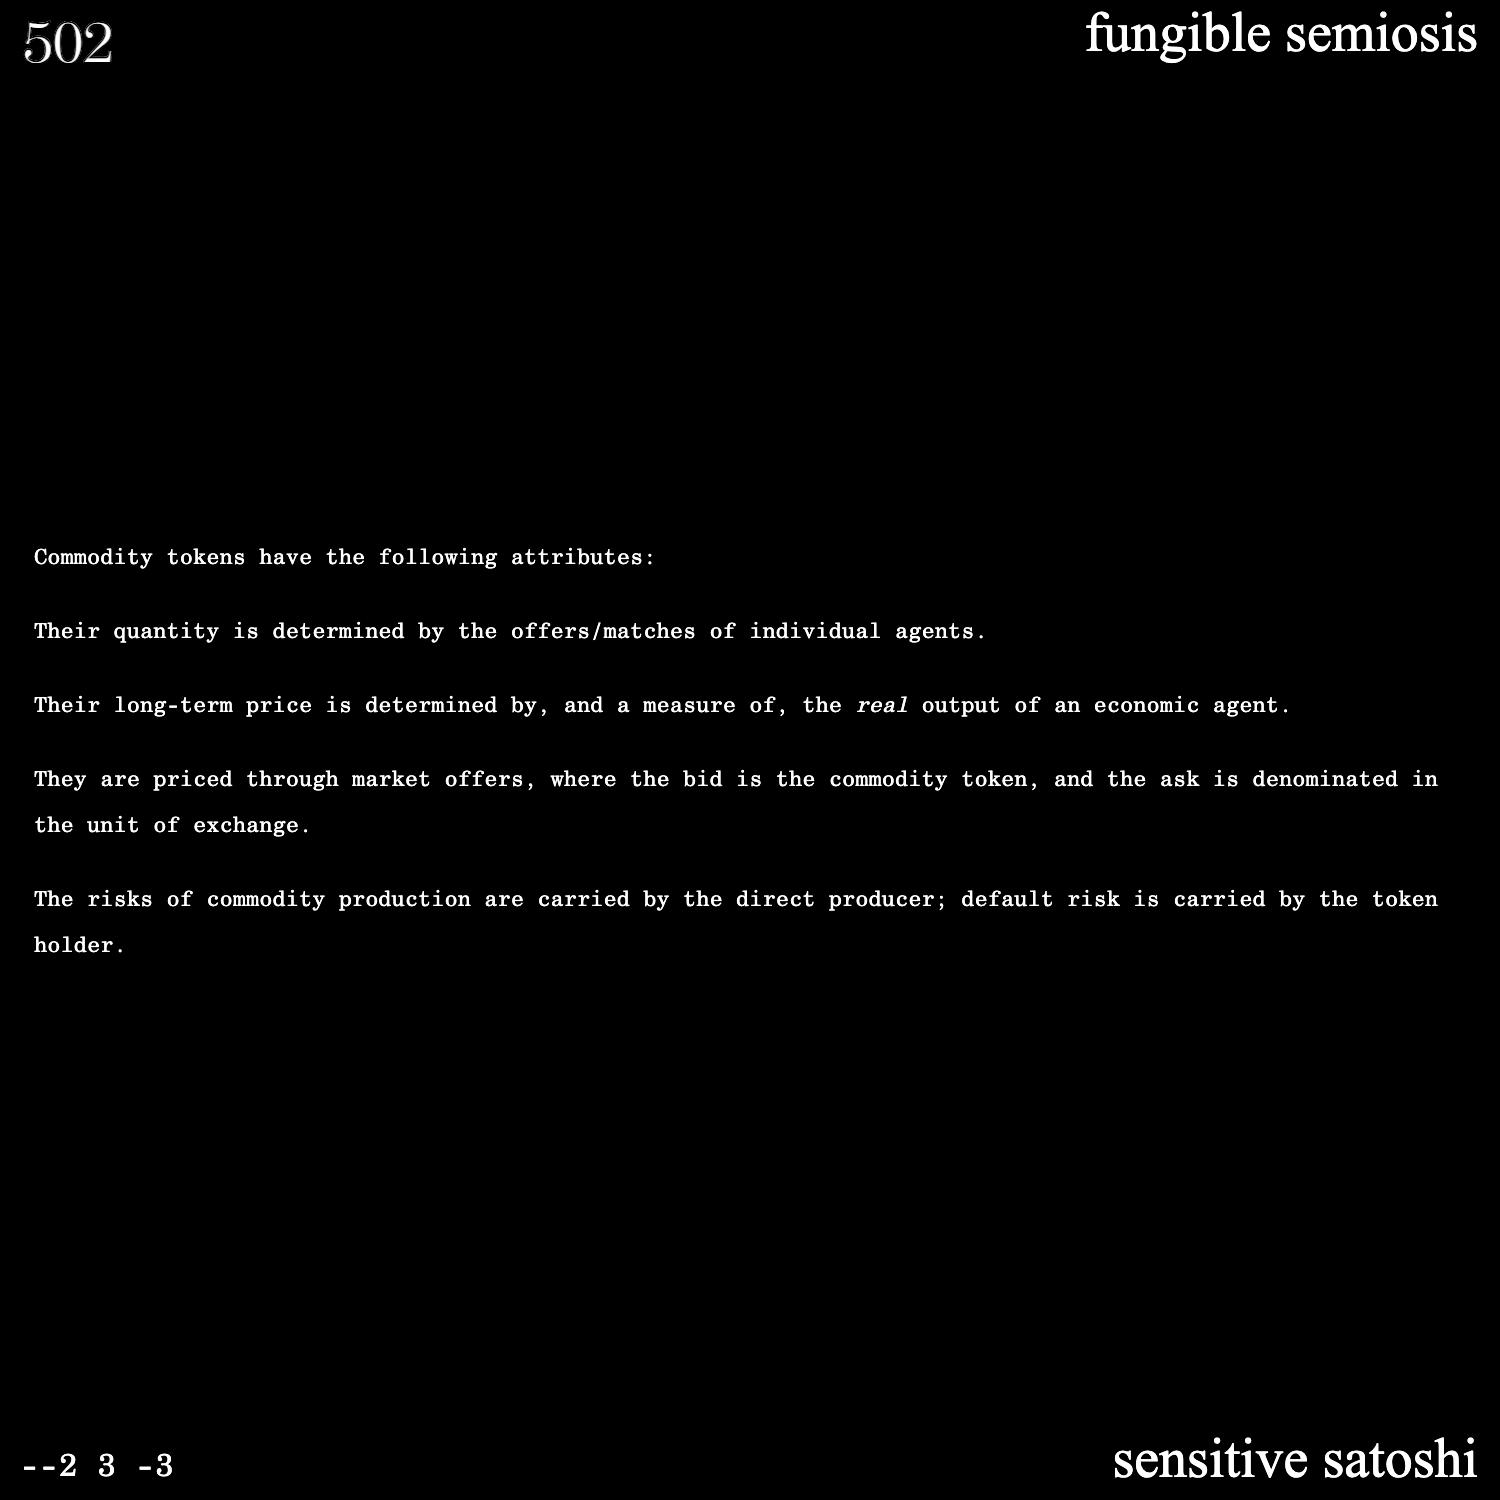 502
fungible semiosis
Commodity tokens have the following attributes:
Their quantity is determined by the offers/matches of individual agents.
Their long-term price is determined by, and a measure of, the real output of an economic agent.
They are priced through market offers, where the bid is the commodity token, and the ask is denominated in
the unit of exchange.
The risks of commodity production are carried by the direct producer; default risk is carried by the token
holder.
--2 3 -3
sensitive satoshi